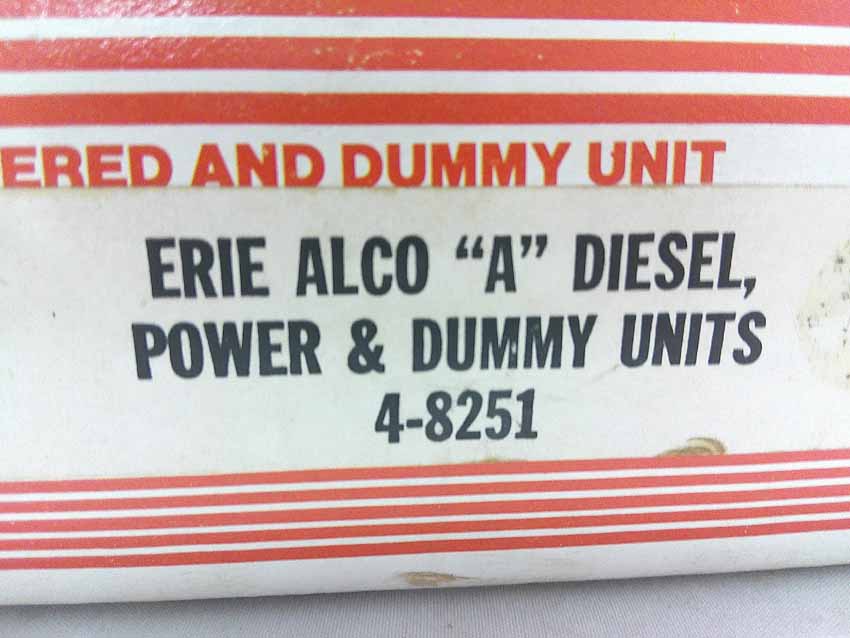 ERED AND DUMMY UNIT
ERIE ALCO “A” DIESEL,
POWER & DUMMY UNITS
4-8251